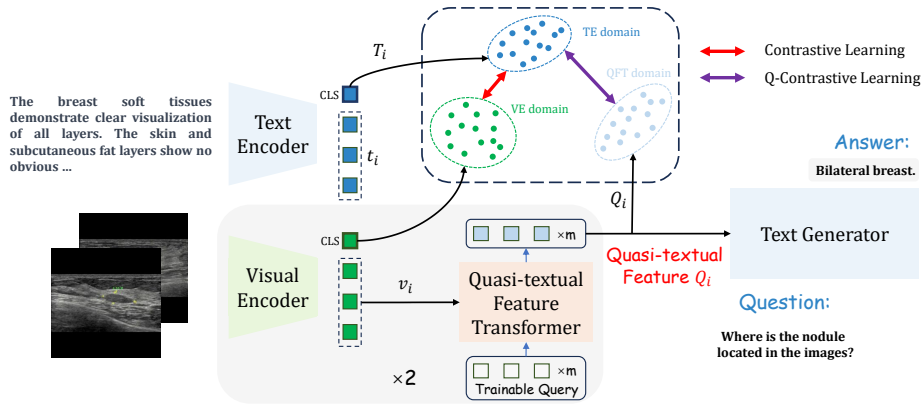 The breast soft tissues
demonstrate clear visualization
of all layers. The skin and
subcutaneous fat layers show no
obvious ...
Text
Encoder
CLS
t_i
T_i
TE domain
VE domain
QFT domain
Contrastive Learning
Q-Contrastive Learning
Answer:
Bilateral breast.
Q_i
Text Generator
Visual
Encoder
CLS
v_i
×m
Quasi-textual
Feature
Transformer
Quasi-textual
Feature Q_i
Question:
Where is the nodule
located in the images?
×2
×m
Trainable Query